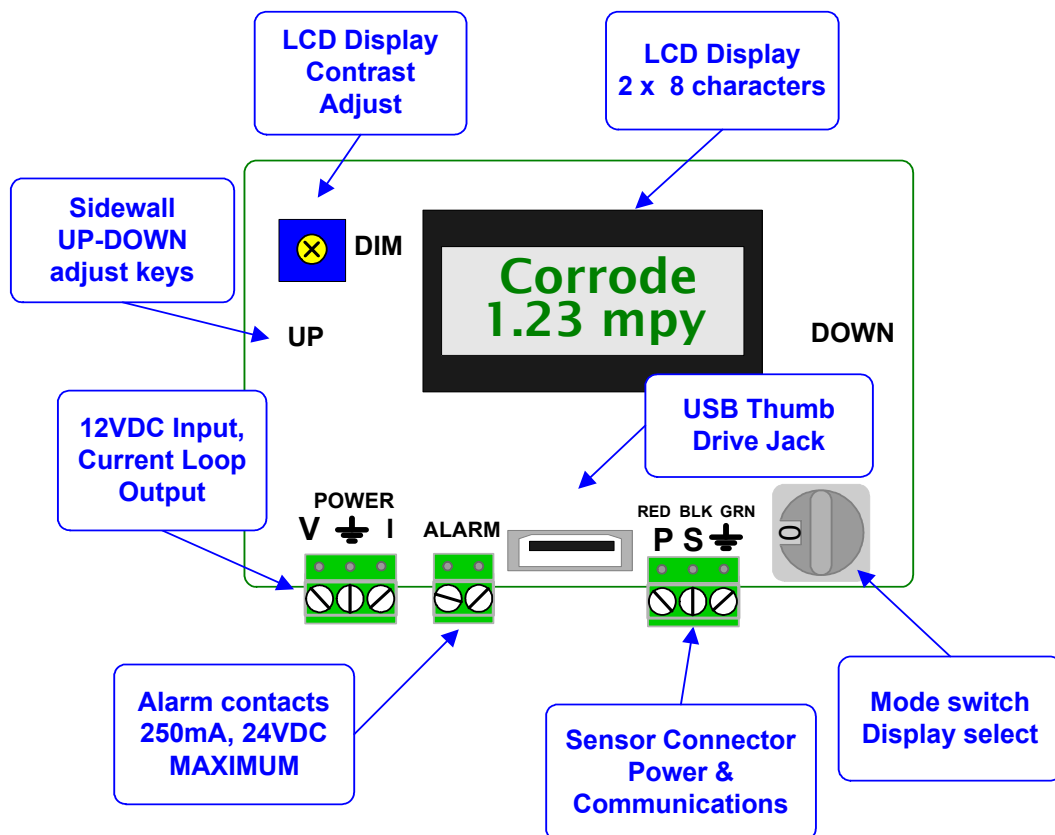 LCD Display
Contrast
Adjust
LCD Display
2 x 8 characters
Sidewall
UP-DOWN
adjust keys
DIM
Corrode
1.23 mpy
UP
DOWN
12VDC Input,
Current Loop
Output
USB Thumb
Drive Jack
POWER
V I
ALARM
RED BLK GRN
P S
0
Alarm contacts
250mA, 24VDC
MAXIMUM
Sensor Connector
Power &
Communications
Mode switch
Display select